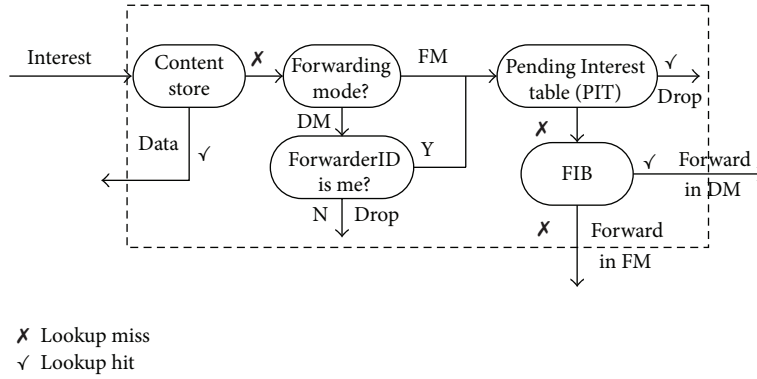 Interest
Content
store
✗
Forwarding
mode?
FM
Pending Interest
table (PIT)
✓
Drop
Data
✓
DM
ForwarderID
is me?
Y
N
Drop
✗
FIB
✓
Forward
in DM
✗
Forward
in FM
✗ Lookup miss
✓ Lookup hit